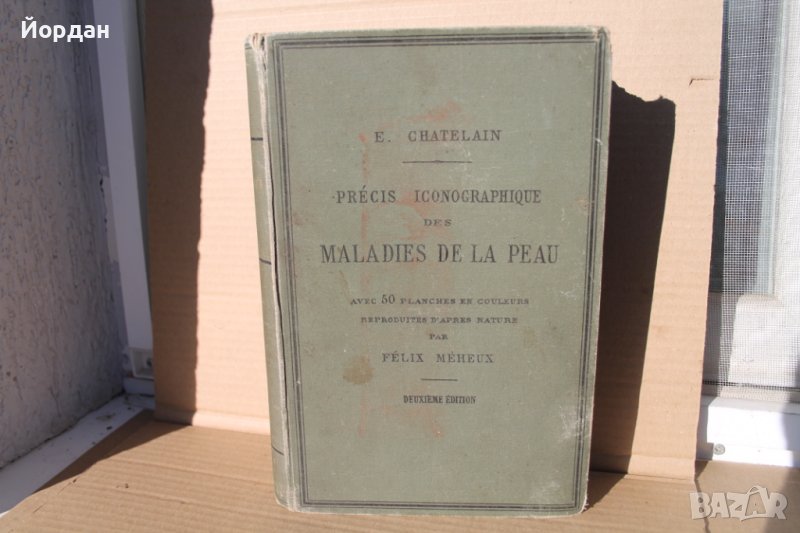 Йордан
E. CHATELAIN
PRÉCIS ICONOGRAPHIQUE
DES
MALADIES DE LA PEAU
AVEC 50 PLANCHES EN COULEURS
REPRODUITES D'APRES NATURE
PAR
FÉLIX MÉHEUX
DEUXIÈME ÉDITION
BAZAR